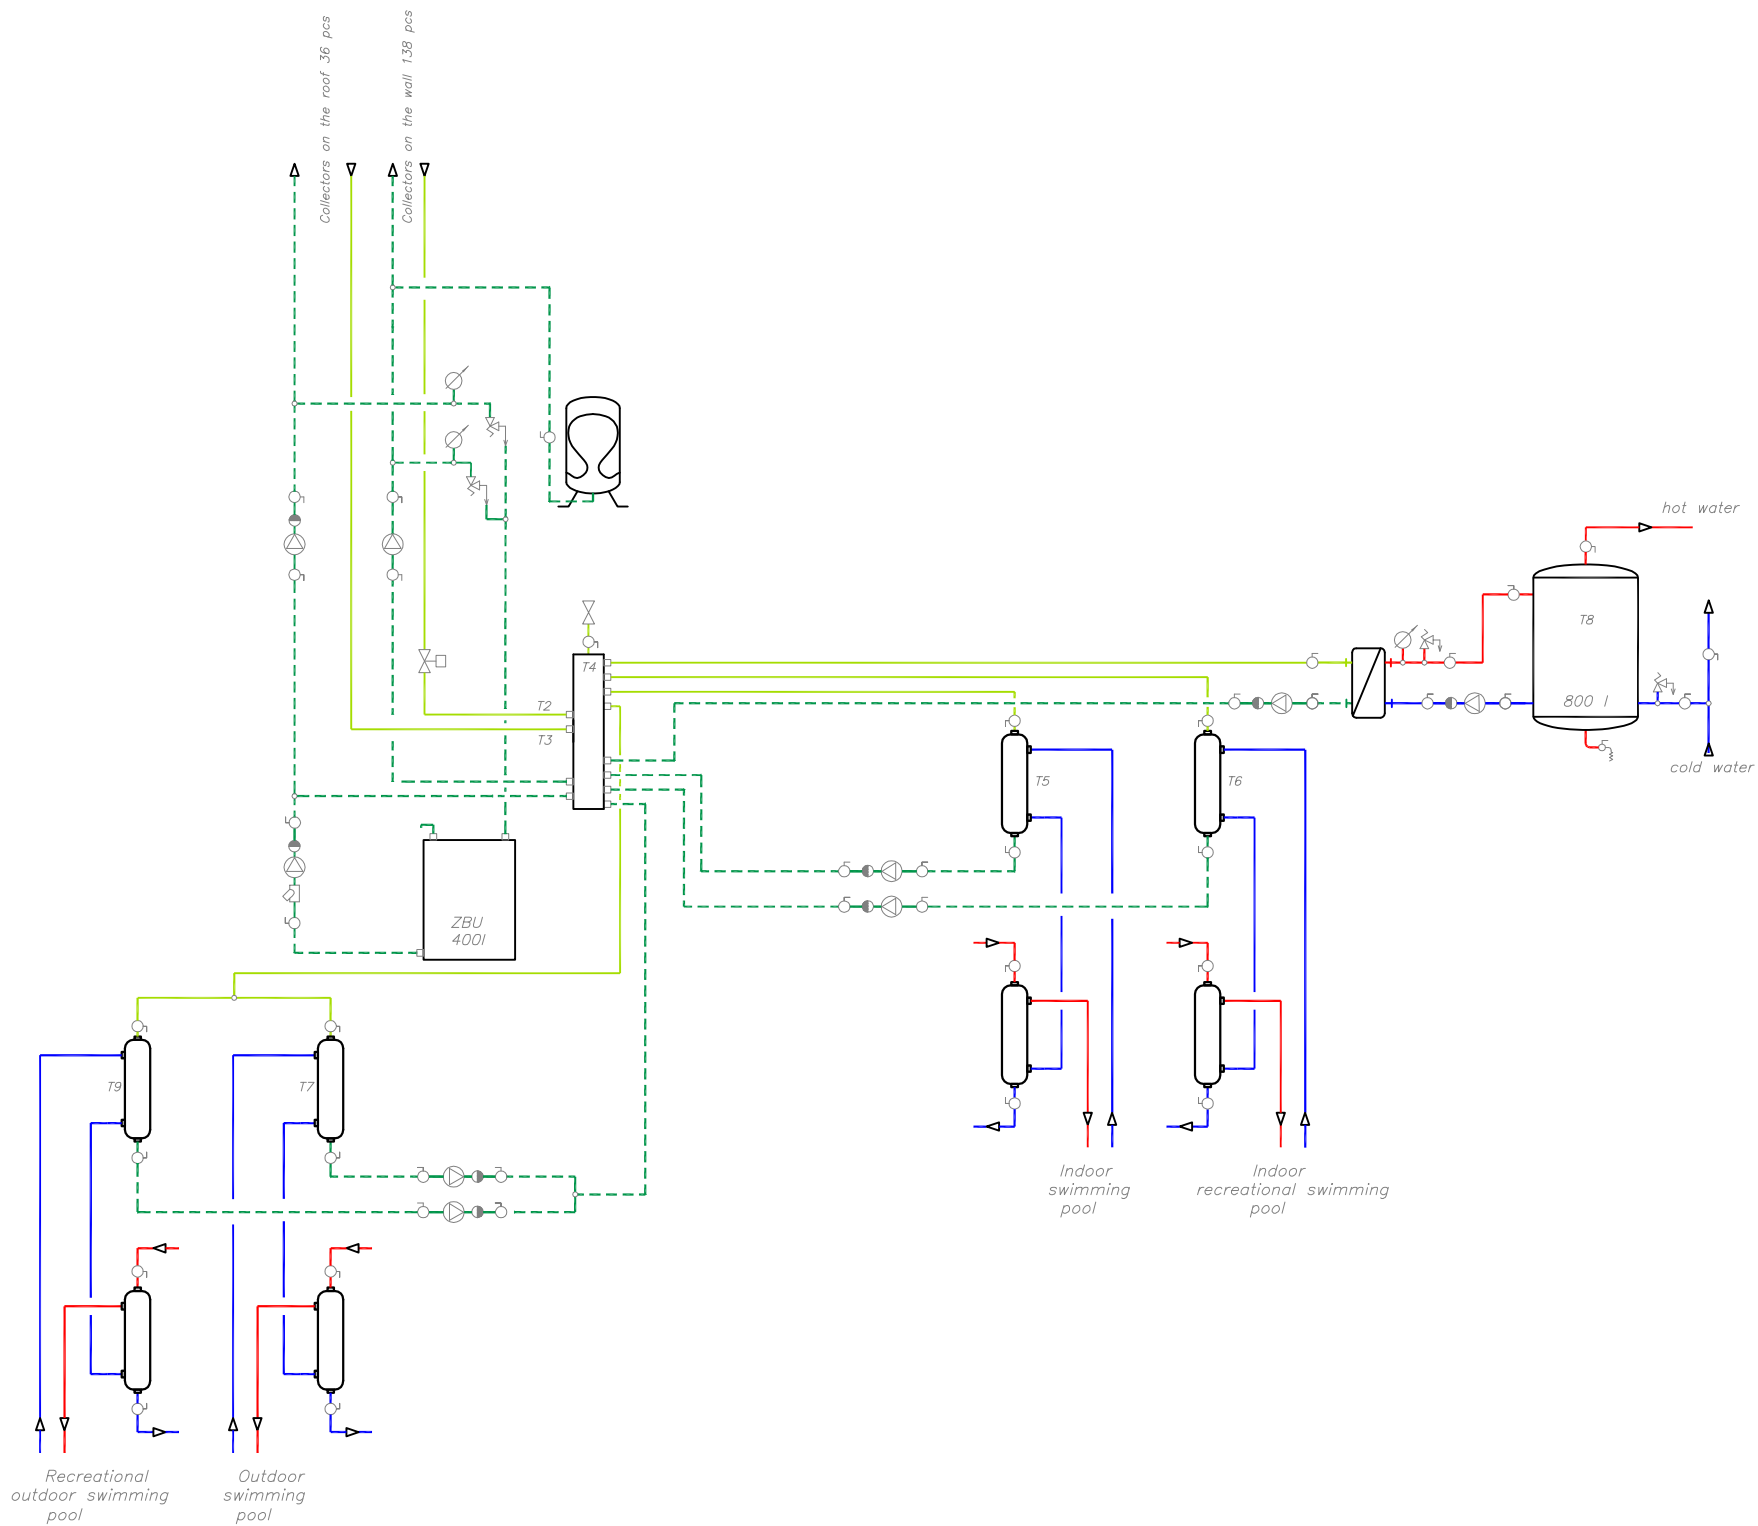 Collectors on the roof 36 pcs
Collectors on the wall 138 pcs
hot water
T8
T4
T2
800 l
T3
cold water
T5
T6
ZBU
400l
T9
T7
Indoor
swimming
pool
Indoor
recreational swimming
pool
Recreational
outdoor swimming
pool
Outdoor
swimming
pool